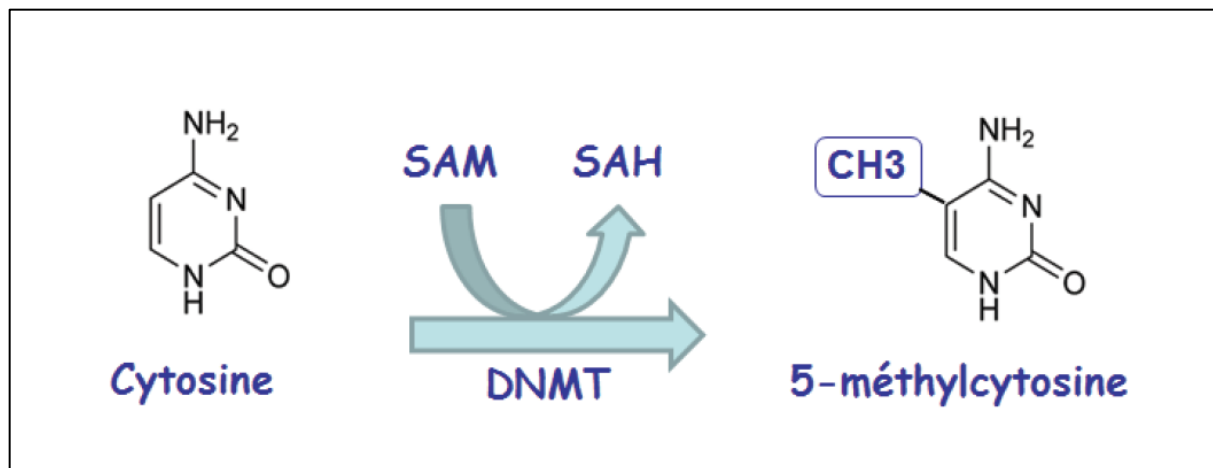 NH2
N
N
H
O
Cytosine
SAM
SAH
DNMT
CH3
NH2
N
N
H
O
5-méthylcytosine